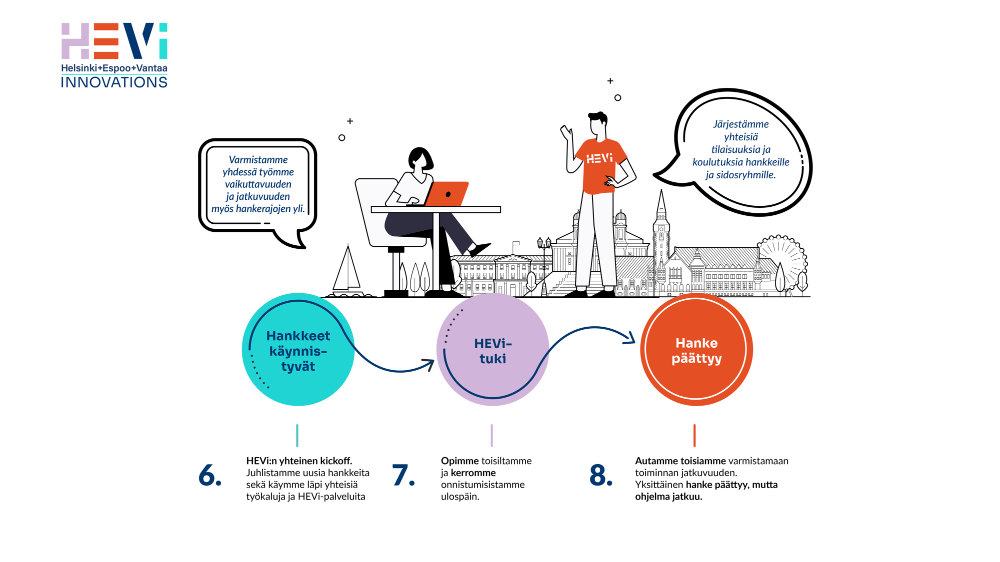 HEVi
Helsinki+Espoo+Vantaa
INNOVATIONS
Varmistamme
yhdessä työmme
vaikuttavuuden
ja jatkuvuuden
myös hankerajojen yli.
HEVi
Järjestämme
yhteisiä
tilaisuuksia ja
koulutuksia hankkeille
ja sidosryhmille.
Hankkeet
käynnis-
tyvät
HEVi-
tuki
Hanke
päättyy
6.
HEVi:n yhteinen kickoff.
Juhlistamme uusia hankkeita
sekä käymme läpi yhteisiä
työkaluja ja HEVi-palveluita
7.
Opimme toisiltamme
ja kerromme
onnistumisistamme
ulospäin.
8.
Autamme toisiamme varmistamaan
toiminnan jatkuvuuden.
Yksittäinen hanke päättyy, mutta
ohjelma jatkuu.